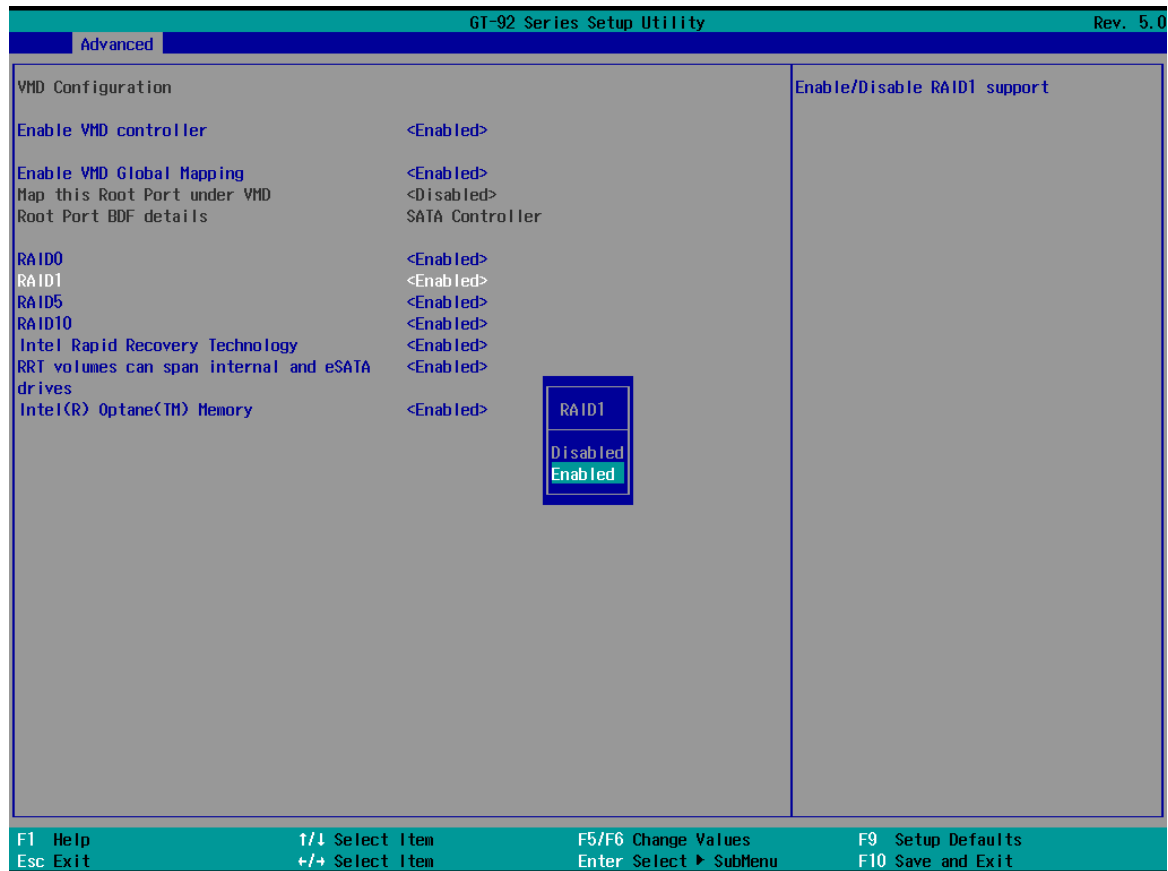 GT-92 Series Setup Utility Rev. 5.0
Advanced
VMD Configuration
Enable VMD controller <Enabled>
Enable VMD Global Mapping <Enabled>
Map this Root Port under VMD <Disabled>
Root Port BDF details SATA Controller
RAID0 <Enabled>
RAID1 <Enabled>
RAID5 <Enabled>
RAID10 <Enabled>
Intel Rapid Recovery Technology <Enabled>
RRT volumes can span internal and eSATA <Enabled>
drives
Intel(R) Optane(TM) Memory <Enabled>
Enable/Disable RAID1 support
RAID1
Disabled
Enabled
F1 Help ↑/↓ Select Item F5/F6 Change Values F9 Setup Defaults
Esc Exit ←/→ Select Item Enter Select ▶ SubMenu F10 Save and Exit